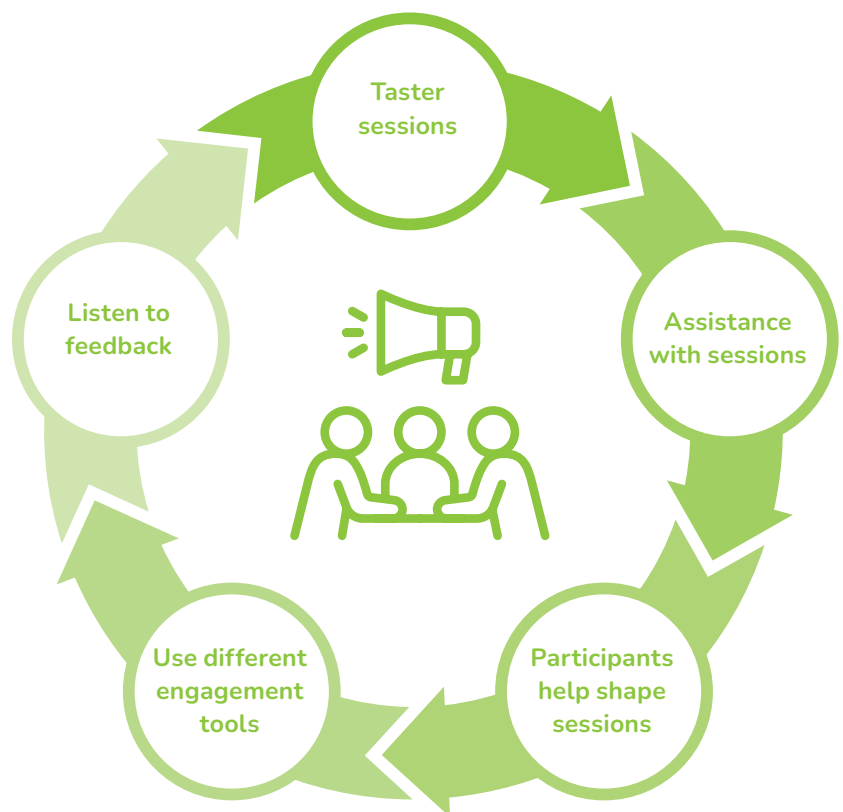 Taster
sessions
Assistance
with sessions
Participants
help shape
sessions
Use different
engagement
tools
Listen to
feedback